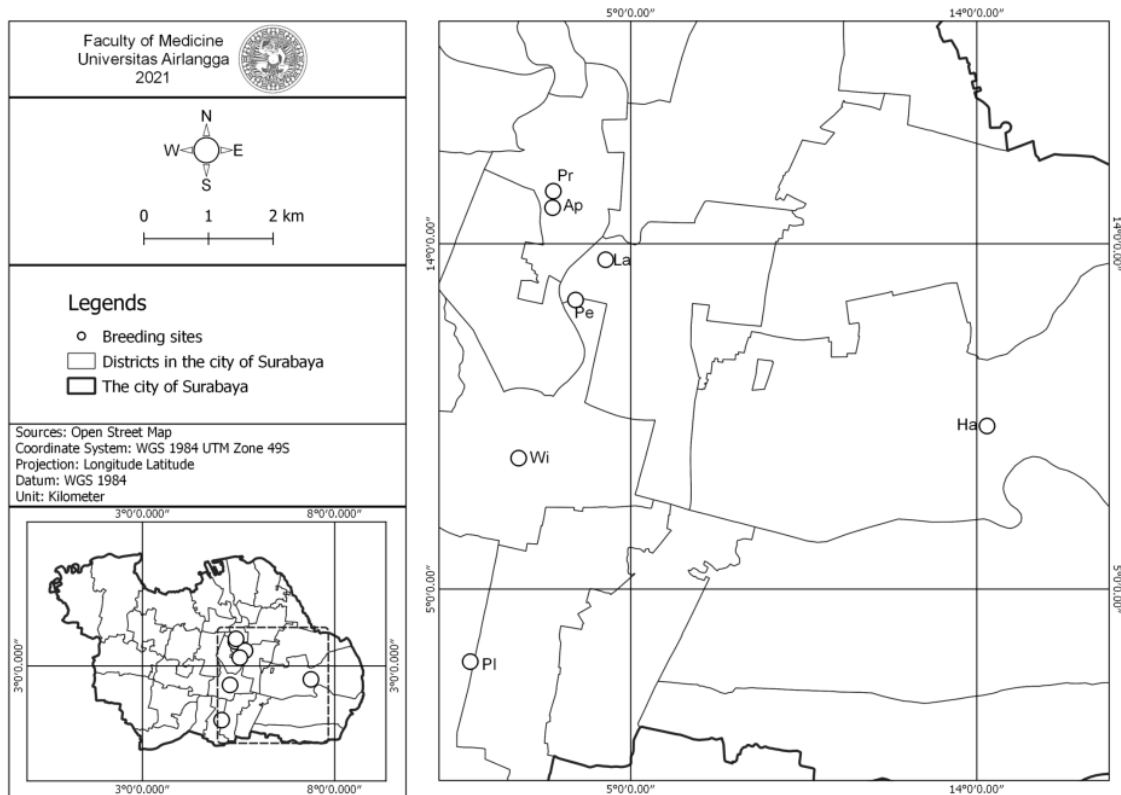 Faculty of Medicine
Universitas Airlangga
2021
N
W E
S
0 1 2 km
Legends
Breeding sites
Districts in the city of Surabaya
The city of Surabaya
Sources: Open Street Map
Coordinate System: WGS 1984 UTM Zone 49S
Projection: Longitude Latitude
Datum: WGS 1984
Unit: Kilometer
3°0'0.000" 8°0'0.000"
3°0'0.000" 3°0'0.000"
3°0'0.000" 8°0'0.000"
5°0'0.00" 14°0'0.00"
Pr
Ap
14°0'0.00" 14°0'0.00"
La
Pe
Ha
Wi
5°0'0.00" 5°0'0.00"
Pl
5°0'0.00" 14°0'0.00"